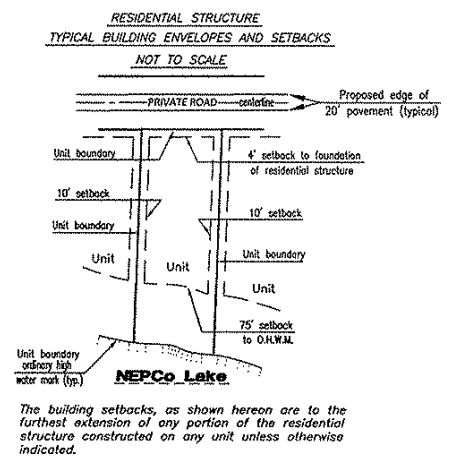 RESIDENTIAL STRUCTURE
TYPICAL BUILDING ENVELOPES AND SETBACKS
NOT TO SCALE
PRIVATE ROAD centerline
Proposed edge of
20' pavement (typical)
Unit boundary
4' setback to foundation
of residential structure
10' setback
10' setback
Unit boundary
Unit boundary
Unit
Unit
Unit
75' setback
to O.H.W.M.
Unit boundary
ordinary high
water mark (typ.)
NEPCo Lake
The building setbacks, as shown hereon are to the
furthest extension of any portion of the residential
structure constructed on any unit unless otherwise
indicated.